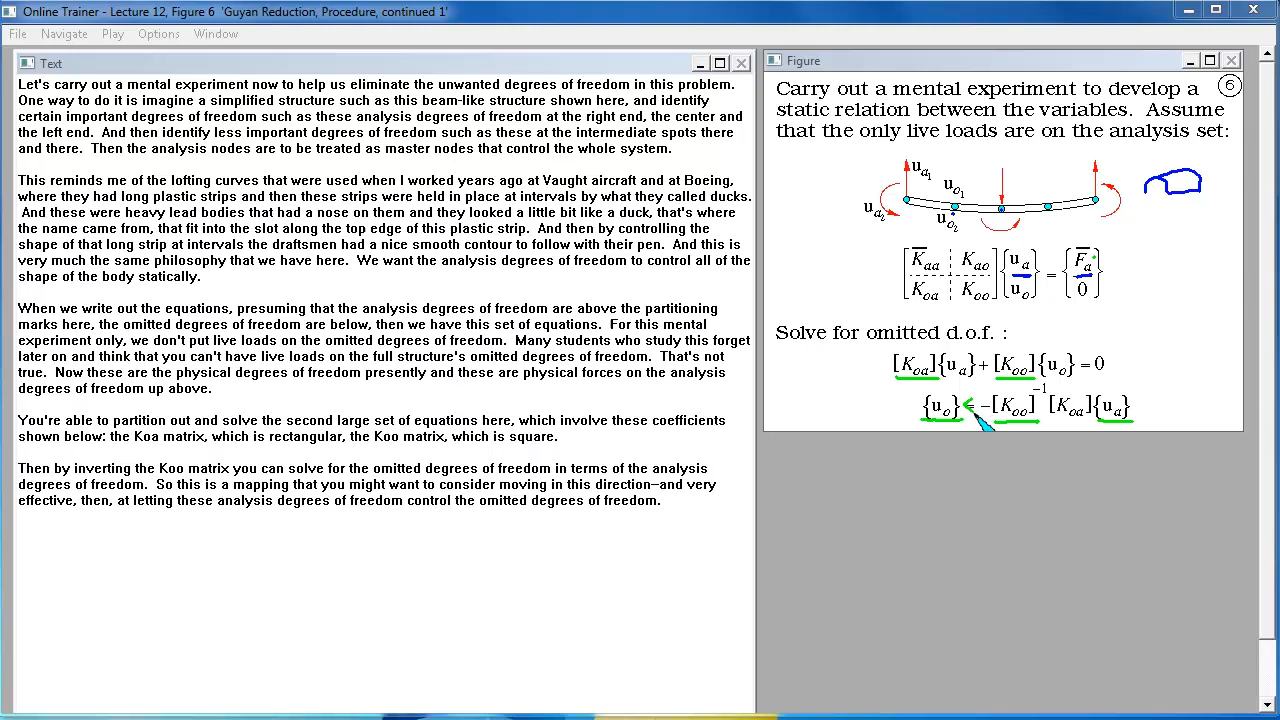 Online Trainer - Lecture 12, Figure 6 'Guyan Reduction, Procedure, continued 1'
File Navigate Play Options Window
Text
Let's carry out a mental experiment now to help us eliminate the unwanted degrees of freedom in this problem.
One way to do it is imagine a simplified structure such as this beam-like structure shown here, and identify
certain important degrees of freedom such as these analysis degrees of freedom at the right end, the center and
the left end. And then identify less important degrees of freedom such as these at the intermediate spots there
and there. Then the analysis nodes are to be treated as master nodes that control the whole system.
This reminds me of the lofting curves that were used when I worked years ago at Vaught aircraft and at Boeing,
where they had long plastic strips and then these strips were held in place at intervals by what they called ducks.
And these were heavy lead bodies that had a nose on them and they looked a little bit like a duck, that's where
the name came from, that fit into the slot along the top edge of this plastic strip. And then by controlling the
shape of that long strip at intervals the draftsmen had a nice smooth contour to follow with their pen. And this is
very much the same philosophy that we have here. We want the analysis degrees of freedom to control all of the
shape of the body statically.
When we write out the equations, presuming that the analysis degrees of freedom are above the partitioning
marks here, the omitted degrees of freedom are below, then we have this set of equations. For this mental
experiment only, we don't put live loads on the omitted degrees of freedom. Many students who study this forget
later on and think that you can't have live loads on the full structure's omitted degrees of freedom. That's not
true. Now these are the physical degrees of freedom presently and these are physical forces on the analysis
degrees of freedom up above.
You're able to partition out and solve the second large set of equations here, which involve these coefficients
shown below: the Koa matrix, which is rectangular, the Koo matrix, which is square.
Then by inverting the Koo matrix you can solve for the omitted degrees of freedom in terms of the analysis
degrees of freedom. So this is a mapping that you might want to consider moving in this direction–and very
effective, then, at letting these analysis degrees of freedom control the omitted degrees of freedom.
Figure
Carry out a mental experiment to develop a
6
static relation between the variables. Assume
that the only live loads are on the analysis set:
u_a₁
u_o₁
u_a₂
u_o₂
[K̅aa | Kao] {ua} = {F̅a}
[Koa | Koo] {uo} {0}
Solve for omitted d.o.f. :
[Koa]{ua} + [Koo]{uo} = 0
{uo} = −[Koo]⁻¹[Koa]{ua}